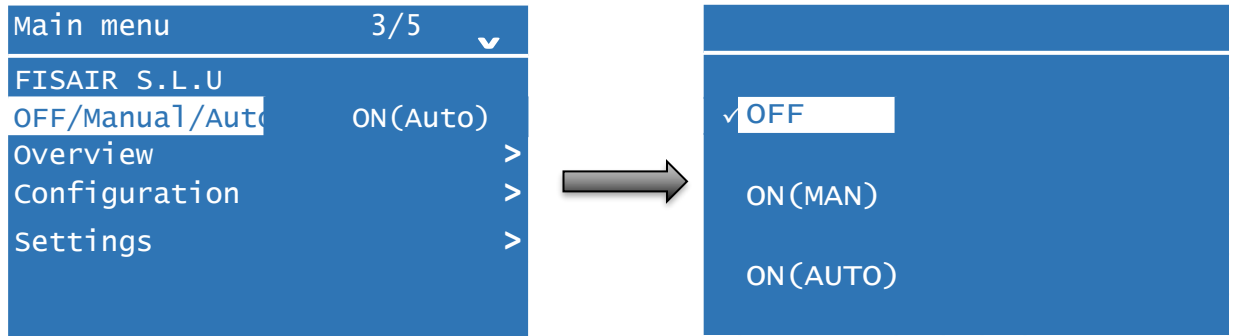 Main menu 3/5
FISAIR S.L.U
OFF/Manual/Auto ON(Auto)
Overview >
Configuration >
Settings >
✓OFF
ON(MAN)
ON(AUTO)